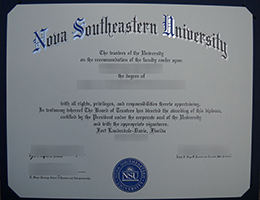 Nova Southeastern University
The trustees of the University
on the recommendation of the faculty confer upon
the degree of
with all rights, privileges, and responsibilities thereto appertaining.
In testimony whereof The Board of Trustees has directed the awarding of this diploma,
certified by the President under the corporate seal of the University
and with the appropriate signatures.
Fort Lauderdale-Davie, Florida
NSU